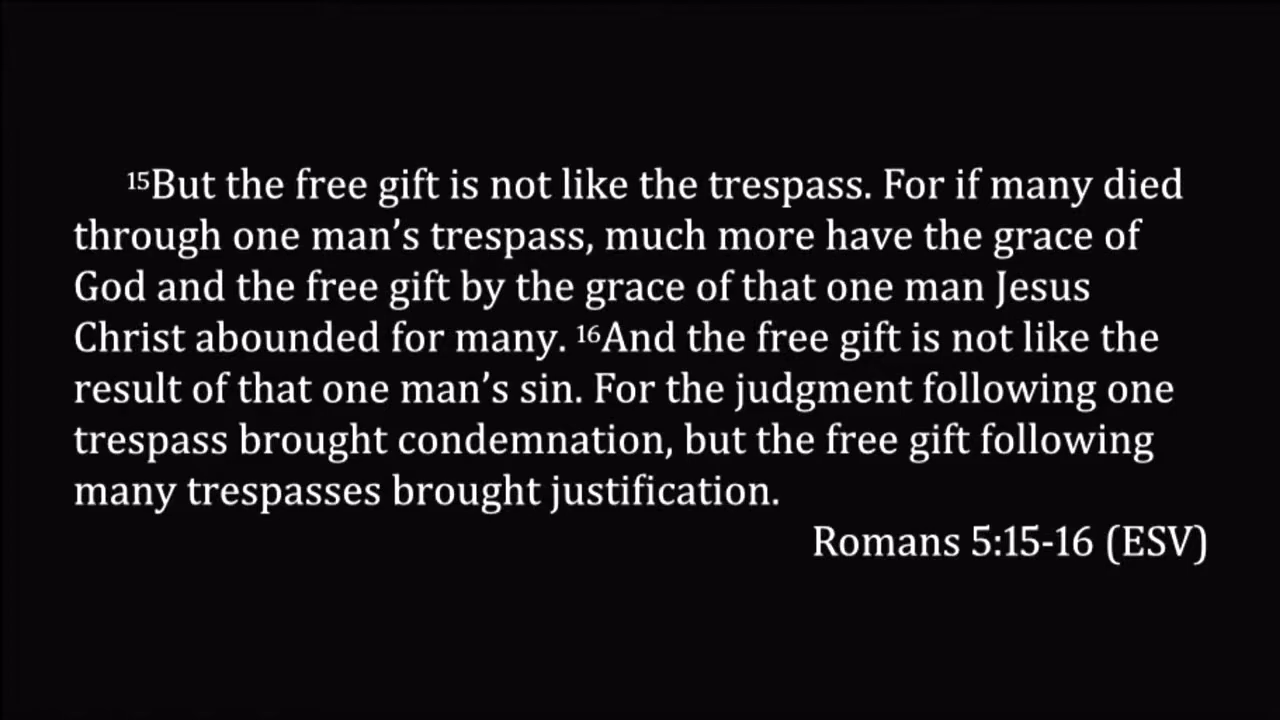 ¹⁵But the free gift is not like the trespass. For if many died
through one man’s trespass, much more have the grace of
God and the free gift by the grace of that one man Jesus
Christ abounded for many. ¹⁶And the free gift is not like the
result of that one man’s sin. For the judgment following one
trespass brought condemnation, but the free gift following
many trespasses brought justification.
Romans 5:15-16 (ESV)